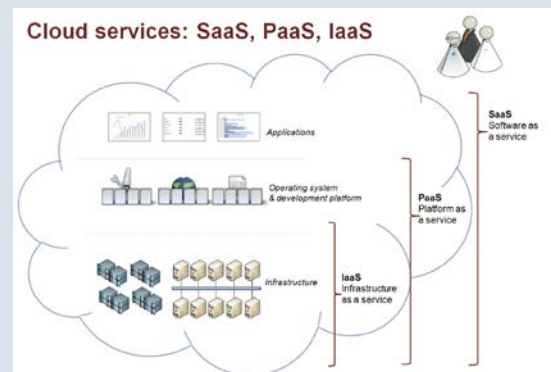 Cloud services: SaaS, PaaS, IaaS
Applications
SaaS
Software as
a service
Operating system
& development platform
PaaS
Platform as
a service
Infrastructure
IaaS
Infrastructure
as a service